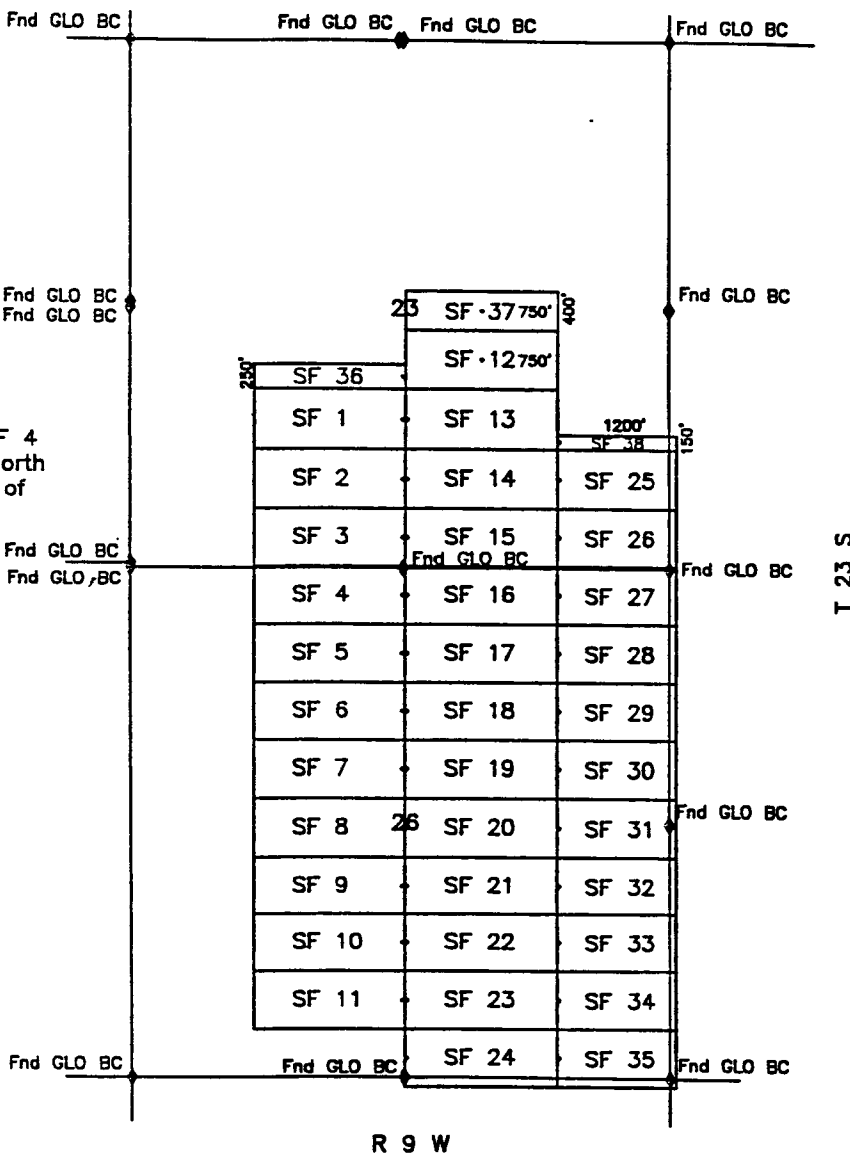 Fnd GLO BC
Fnd GLO BC
Fnd GLO BC
Fnd GLO BC
Fnd GLO BC
Fnd GLO BC
23
SF·37 750'
400'
Fnd GLO BC
SF·12 750'
250'
SF 36
SF 1
SF 13
1200'
150'
SF 38
4
orth
of
SF 2
SF 14
SF 25
SF 3
SF 15
SF 26
Fnd GLO BC
Fnd GLO BC
Fnd GLO BC
Fnd GLO BC
T 23 S
SF 4
SF 16
SF 27
SF 5
SF 17
SF 28
SF 6
SF 18
SF 29
SF 7
SF 19
SF 30
SF 8
26
SF 20
SF 31
Fnd GLO BC
SF 9
SF 21
SF 32
SF 10
SF 22
SF 33
SF 11
SF 23
SF 34
Fnd GLO BC
Fnd GLO BC
SF 24
SF 35
Fnd GLO BC
R 9 W